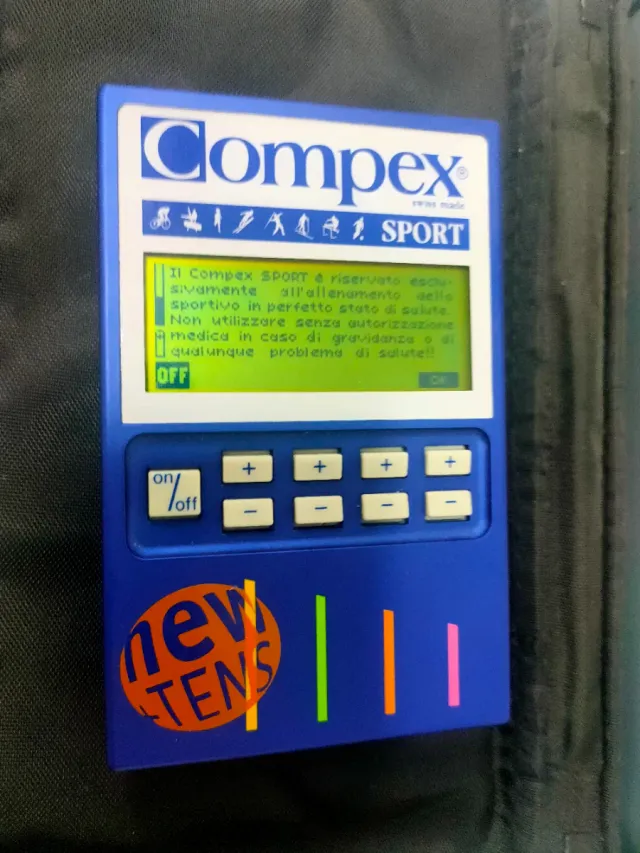 Compex®
swiss made
SPORT
Il Compex SPORT è riservato esclu-
sivamente all'allenamento dello
sportivo in perfetto stato di salute.
Non utilizzare senza autorizzazione
medica in caso di gravidanza o di
qualunque problema di salute!!
OFF
OK
on/off
+ + + +
- - - -
new
+TENS